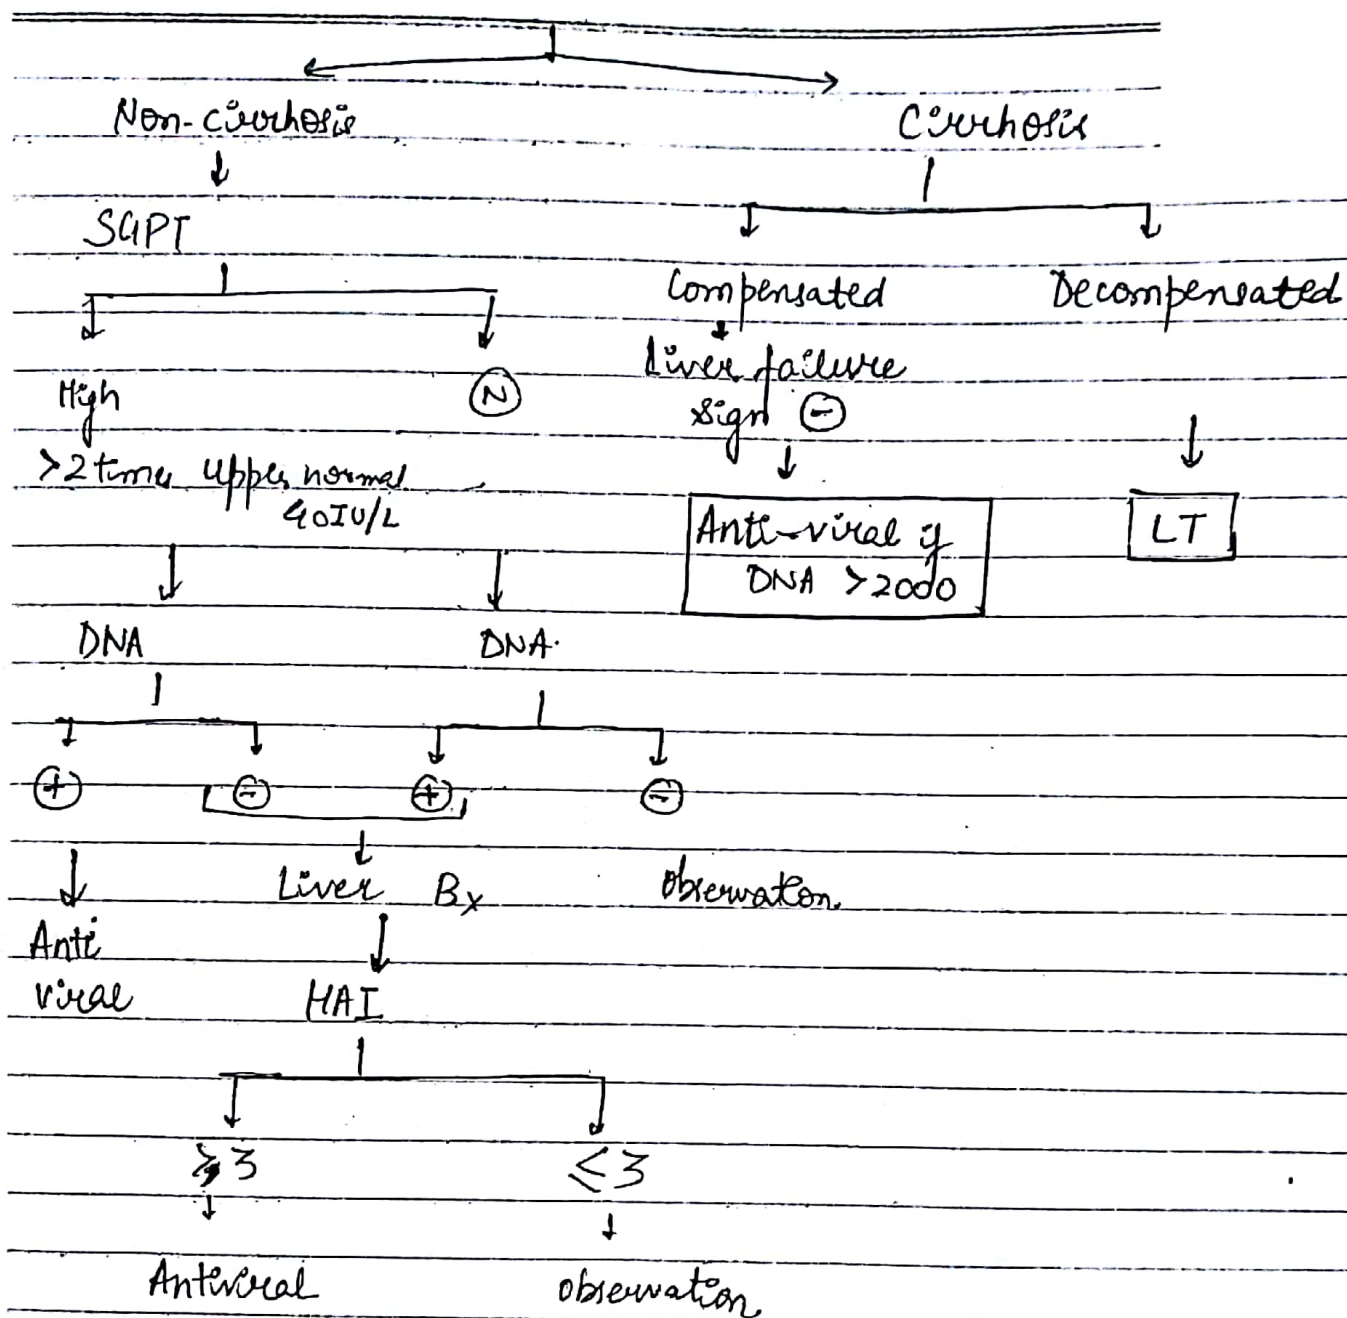 Non-cirrhosis Cirrhosis
SGPT
Compensated Decompensated
Liver failure
High N
sign -
>2 times upper normal
40IU/L
Anti-viral if LT
DNA >2000
DNA DNA.
+ - + -
Liver Bx Observation.
Anti
viral HAI
≥3 ≤3
Antiviral observation